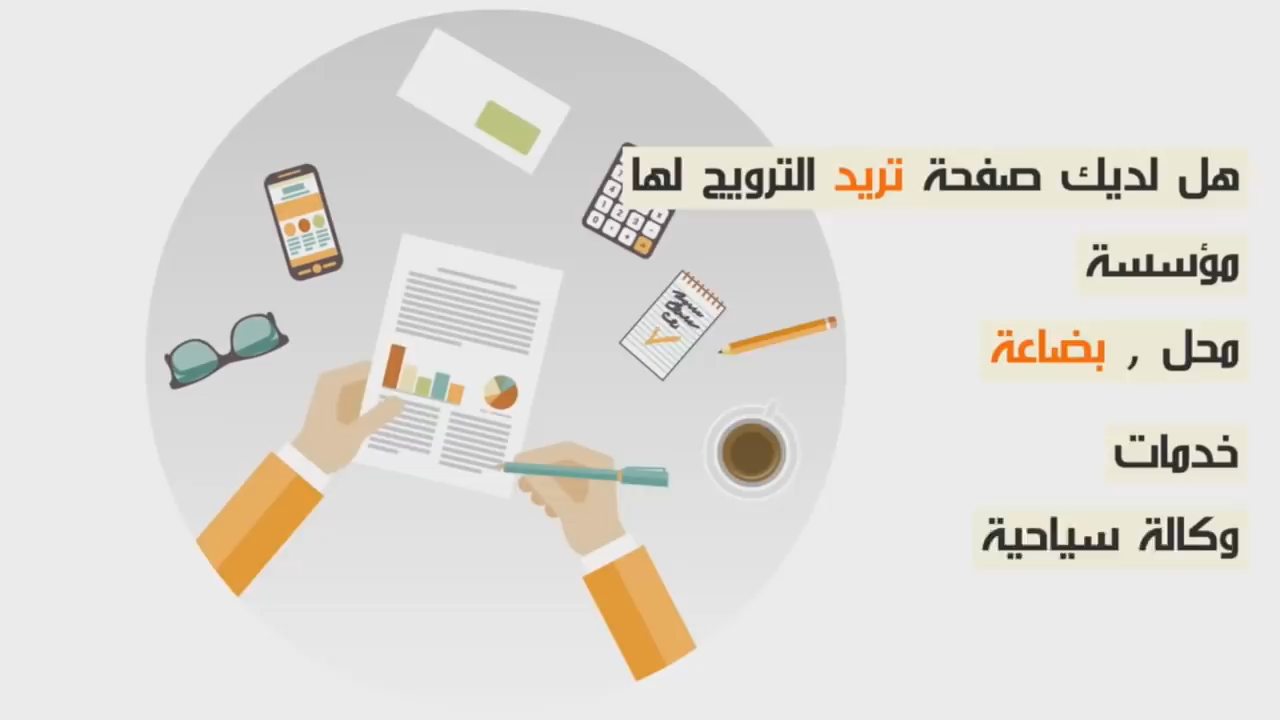 هل لديك صفحة تريد الترويج لها
مؤسسة
محل , بضاعة
خدمات
وكالة سياحية